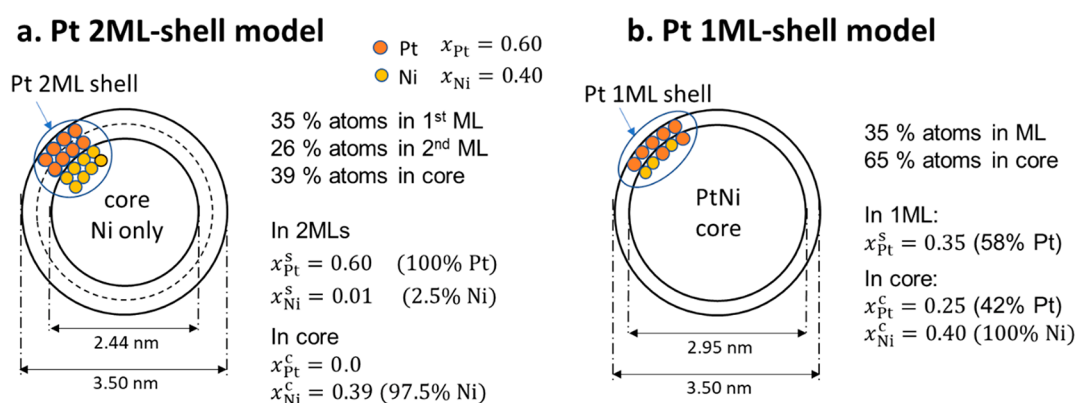 a. Pt 2ML-shell model
Pt x_Pt = 0.60
Ni x_Ni = 0.40
Pt 2ML shell
35 % atoms in 1st ML
26 % atoms in 2nd ML
39 % atoms in core
core
Ni only
In 2MLs
x^s_Pt = 0.60 (100% Pt)
x^s_Ni = 0.01 (2.5% Ni)
In core
x^c_Pt = 0.0
x^c_Ni = 0.39 (97.5% Ni)
2.44 nm
3.50 nm
b. Pt 1ML-shell model
Pt 1ML shell
35 % atoms in ML
65 % atoms in core
PtNi
core
In 1ML:
x^s_Pt = 0.35 (58% Pt)
In core:
x^c_Pt = 0.25 (42% Pt)
x^c_Ni = 0.40 (100% Ni)
2.95 nm
3.50 nm